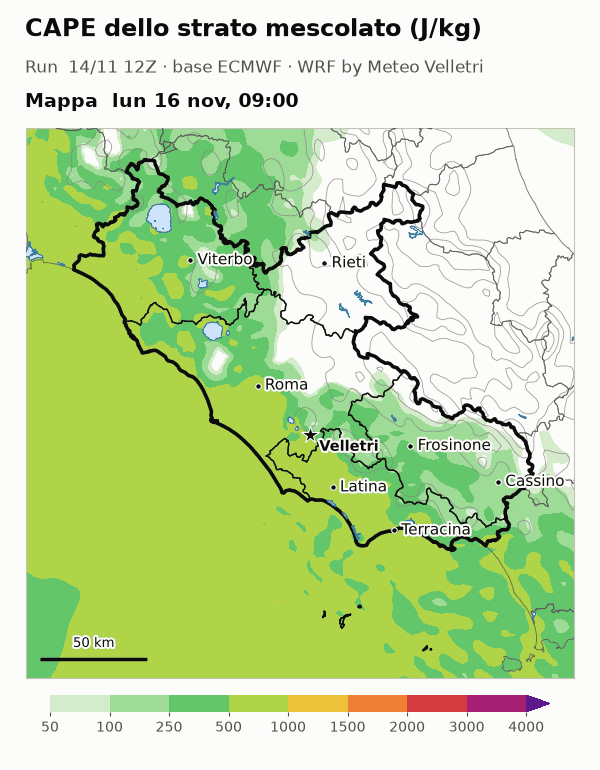 CAPE dello strato mescolato (J/kg)
Run  14/11 12Z · base ECMWF · WRF by Meteo Velletri
Mappa  lun 16 nov, 09:00
Viterbo
Rieti
Roma
Velletri
Frosinone
Latina
Cassino
Terracina
50 km
50 100 250 500 1000 1500 2000 3000 4000